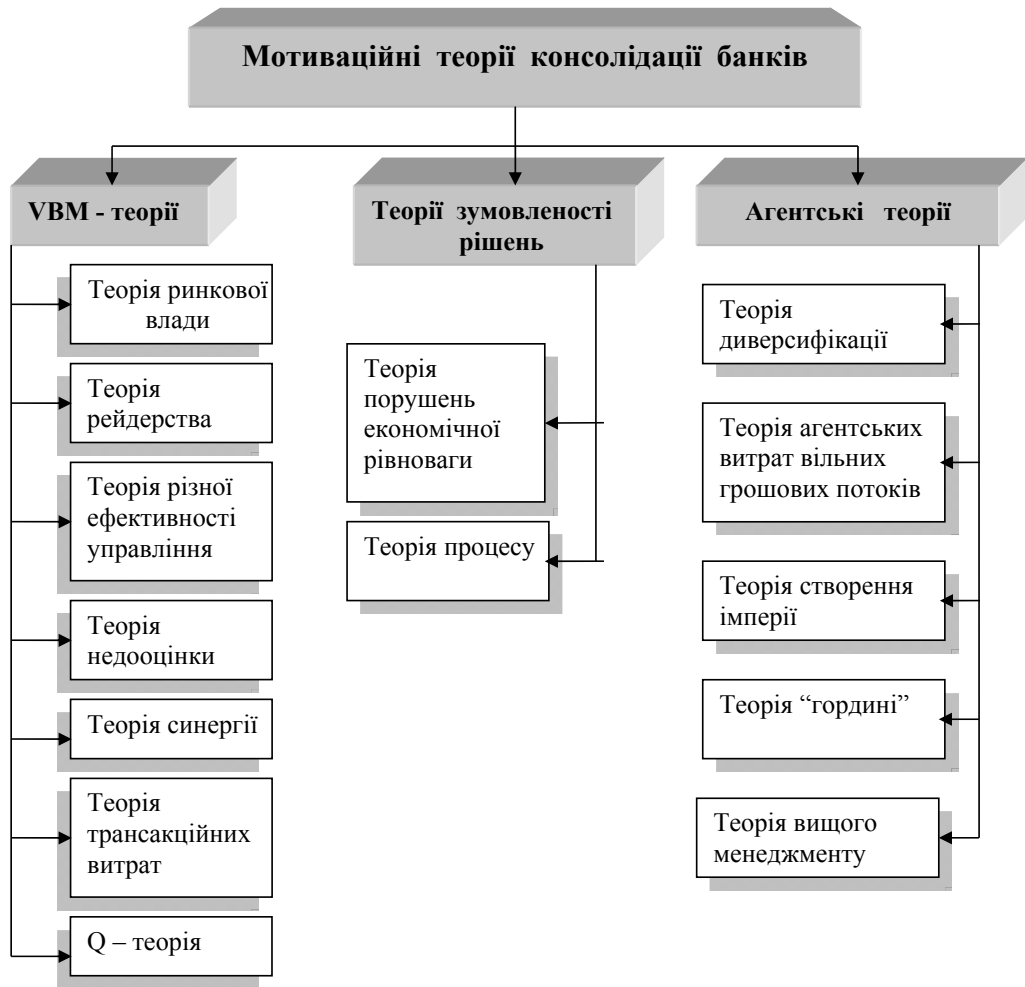 Мотиваційні теорії консолідації банків
VBM - теорії
Теорія ринкової
влади
Теорія
рейдерства
Теорія різної
ефективності
управління
Теорія
недооцінки
Теорія синергії
Теорія
трансакційних
витрат
Q – теорія
Теорії зумовленості
рішень
Теорія
порушень
економічної
рівноваги
Теорія процесу
Агентські теорії
Теорія
диверсифікації
Теорія агентських
витрат вільних
грошових потоків
Теорія створення
імперії
Теорія “гордині”
Теорія вищого
менеджменту